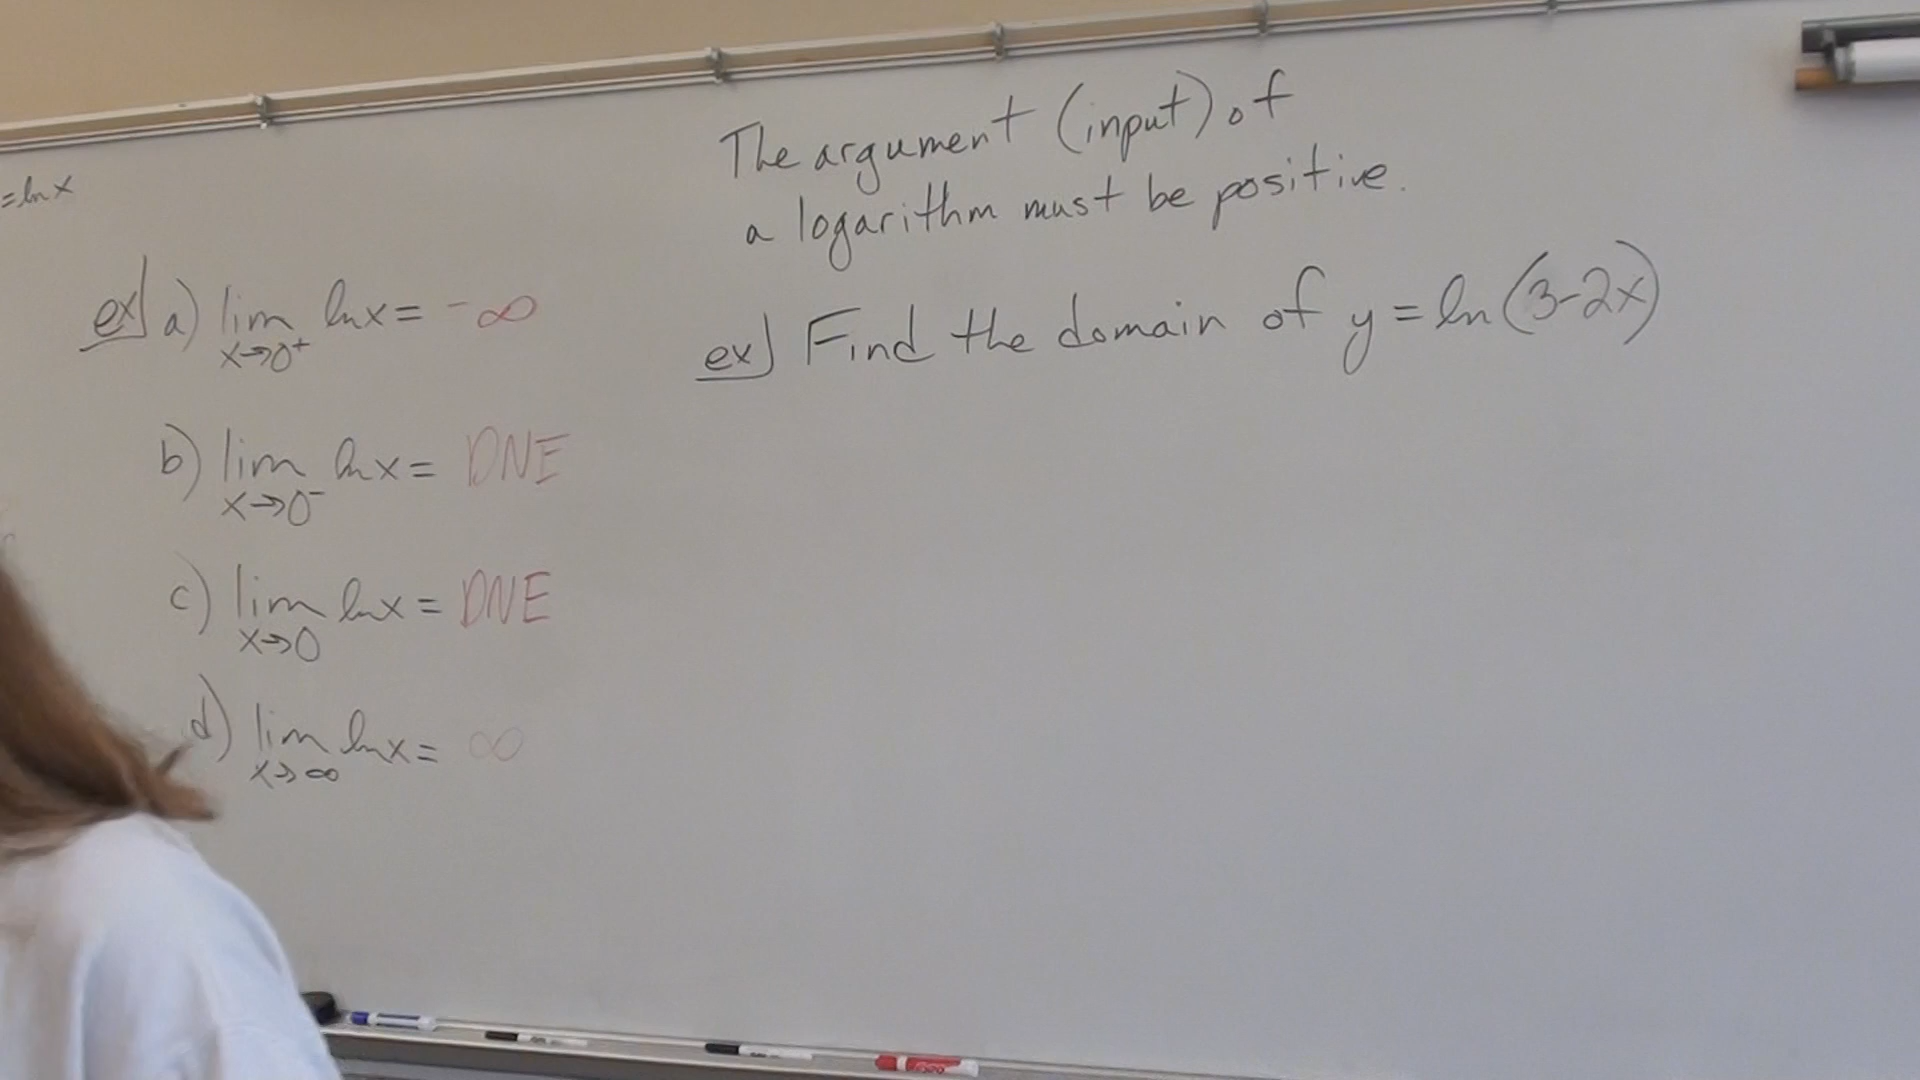 =ln x
ex) a) lim ln x = -∞
x→0⁺
b) lim ln x = DNE
x→0⁻
c) lim ln x = DNE
x→0
d) lim ln x = ∞
x→∞
The argument (input) of
a logarithm must be positive.
ex) Find the domain of y = ln(3-2x)